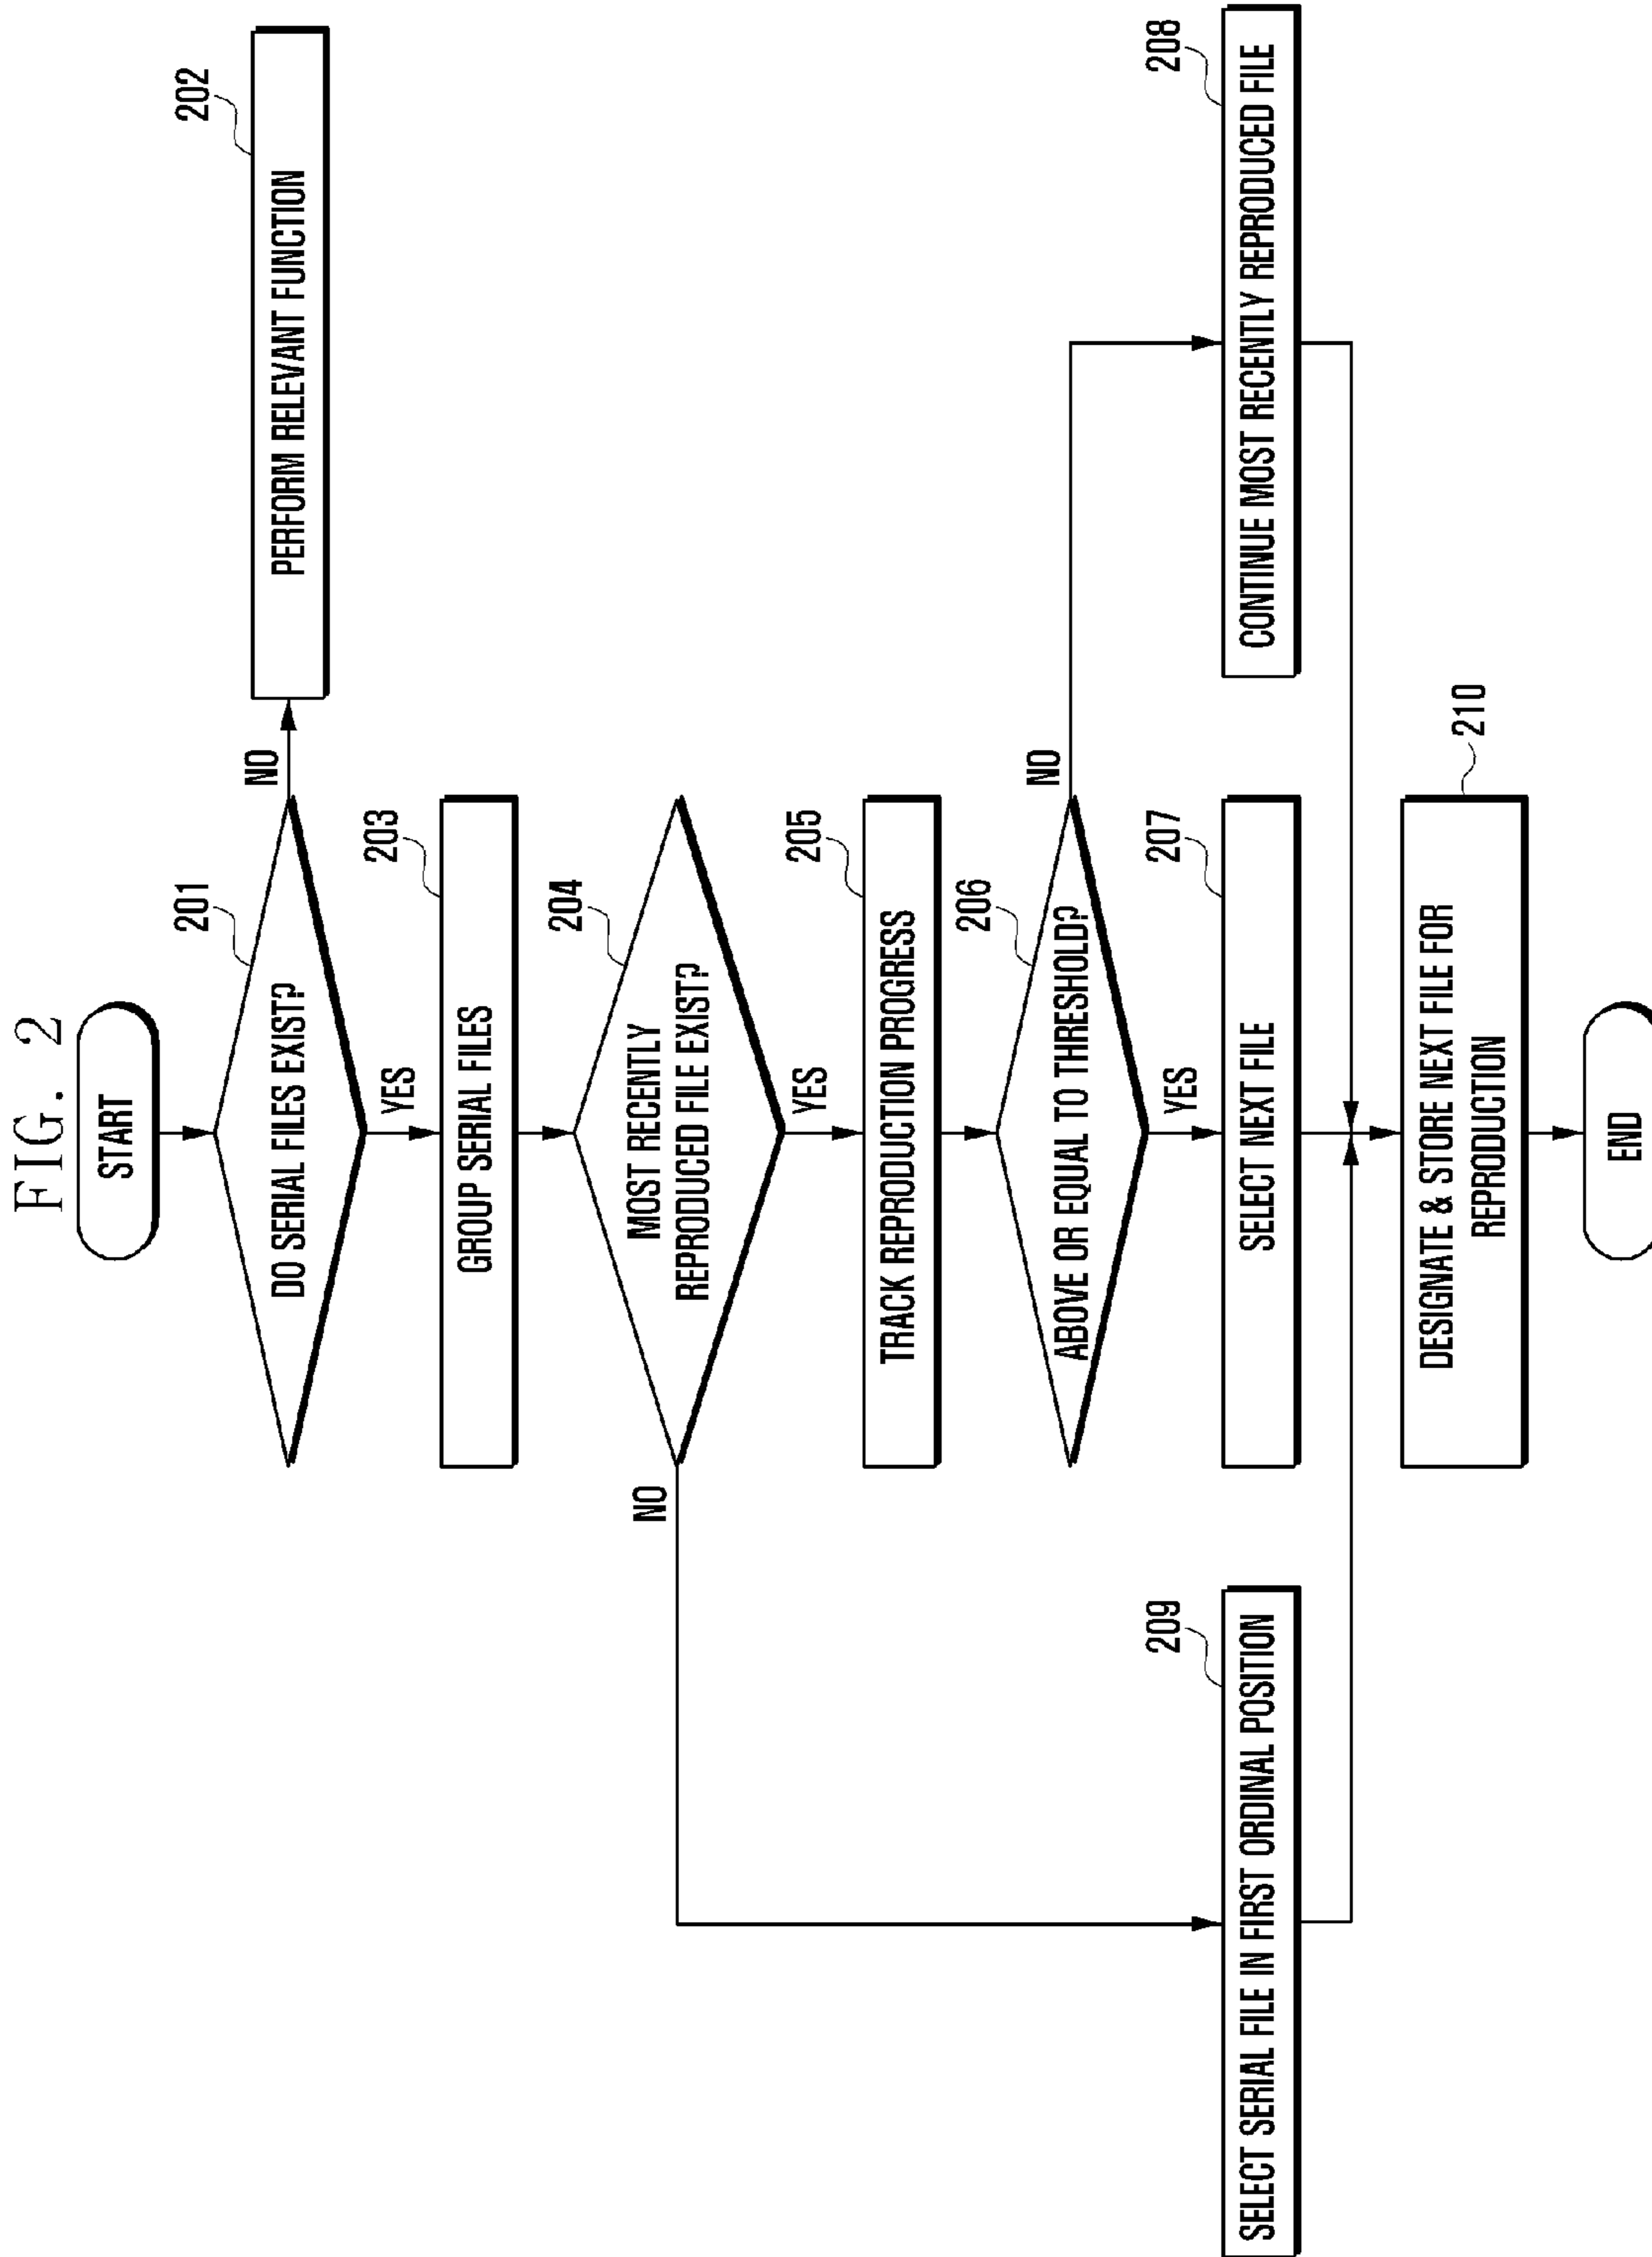 FIG. 2
START
201
DO SERIAL FILES EXIST?
NO
202
PERFORM RELEVANT FUNCTION
YES
203
GROUP SERIAL FILES
204
MOST RECENTLY
REPRODUCED FILE EXIST?
NO
YES
205
TRACK REPRODUCTION PROGRESS
206
ABOVE OR EQUAL TO THRESHOLD?
NO
YES
209
SELECT SERIAL FILE IN FIRST ORDINAL POSITION
207
SELECT NEXT FILE
208
CONTINUE MOST RECENTLY REPRODUCED FILE
210
DESIGNATE & STORE NEXT FILE FOR
REPRODUCTION
END